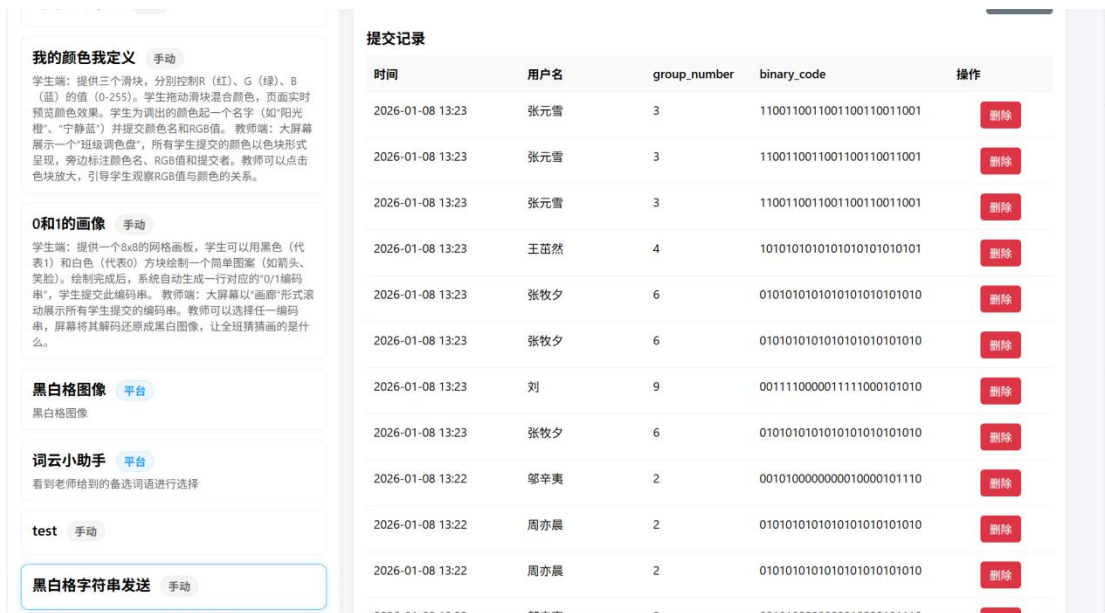 我的颜色我定义 手动
学生端：提供三个滑块，分别控制R（红）、G（绿）、B
（蓝）的值（0-255）。学生拖动滑块混合颜色，页面实时
预览颜色效果。学生为调出的颜色起一个名字（如“阳光
橙”、“宁静蓝”）并提交颜色名和RGB值。 教师端：大屏幕
展示一个“班级调色盘”，所有学生提交的颜色以色块形式
呈现，旁边标注颜色名、RGB值和提交者。教师可以点击
色块放大，引导学生观察RGB值与颜色的关系。
0和1的画像 手动
学生端：提供一个8x8的网格画板，学生可以用黑色（代
表1）和白色（代表0）方块绘制一个简单图案（如箭头、
笑脸）。绘制完成后，系统自动生成一行对应的“0/1编码
串”，学生提交此编码串。 教师端：大屏幕以“画廊”形式滚
动展示所有学生提交的编码串。教师可以选择任一编码
串，屏幕将其解码还原成黑白图像，让全班猜猜画的是什
么。
黑白格图像 平台
黑白格图像
词云小助手 平台
看到老师给到的备选词语进行选择
test 手动
黑白格字符串发送 手动
提交记录
时间 用户名 group_number binary_code 操作
2026-01-08 13:23 张元雪 3 1100110011001100110011001 删除
2026-01-08 13:23 张元雪 3 1100110011001100110011001 删除
2026-01-08 13:23 张元雪 3 1100110011001100110011001 删除
2026-01-08 13:23 王茁然 4 1010101010101010101010101 删除
2026-01-08 13:23 张牧夕 6 0101010101010101010101010 删除
2026-01-08 13:23 张牧夕 6 0101010101010101010101010 删除
2026-01-08 13:23 刘 9 0011110000011111000101010 删除
2026-01-08 13:23 张牧夕 6 0101010101010101010101010 删除
2026-01-08 13:22 邬辛夷 2 0010100000000010000101110 删除
2026-01-08 13:22 周亦晨 2 0101010101010101010101010 删除
2026-01-08 13:22 周亦晨 2 0101010101010101010101010 删除